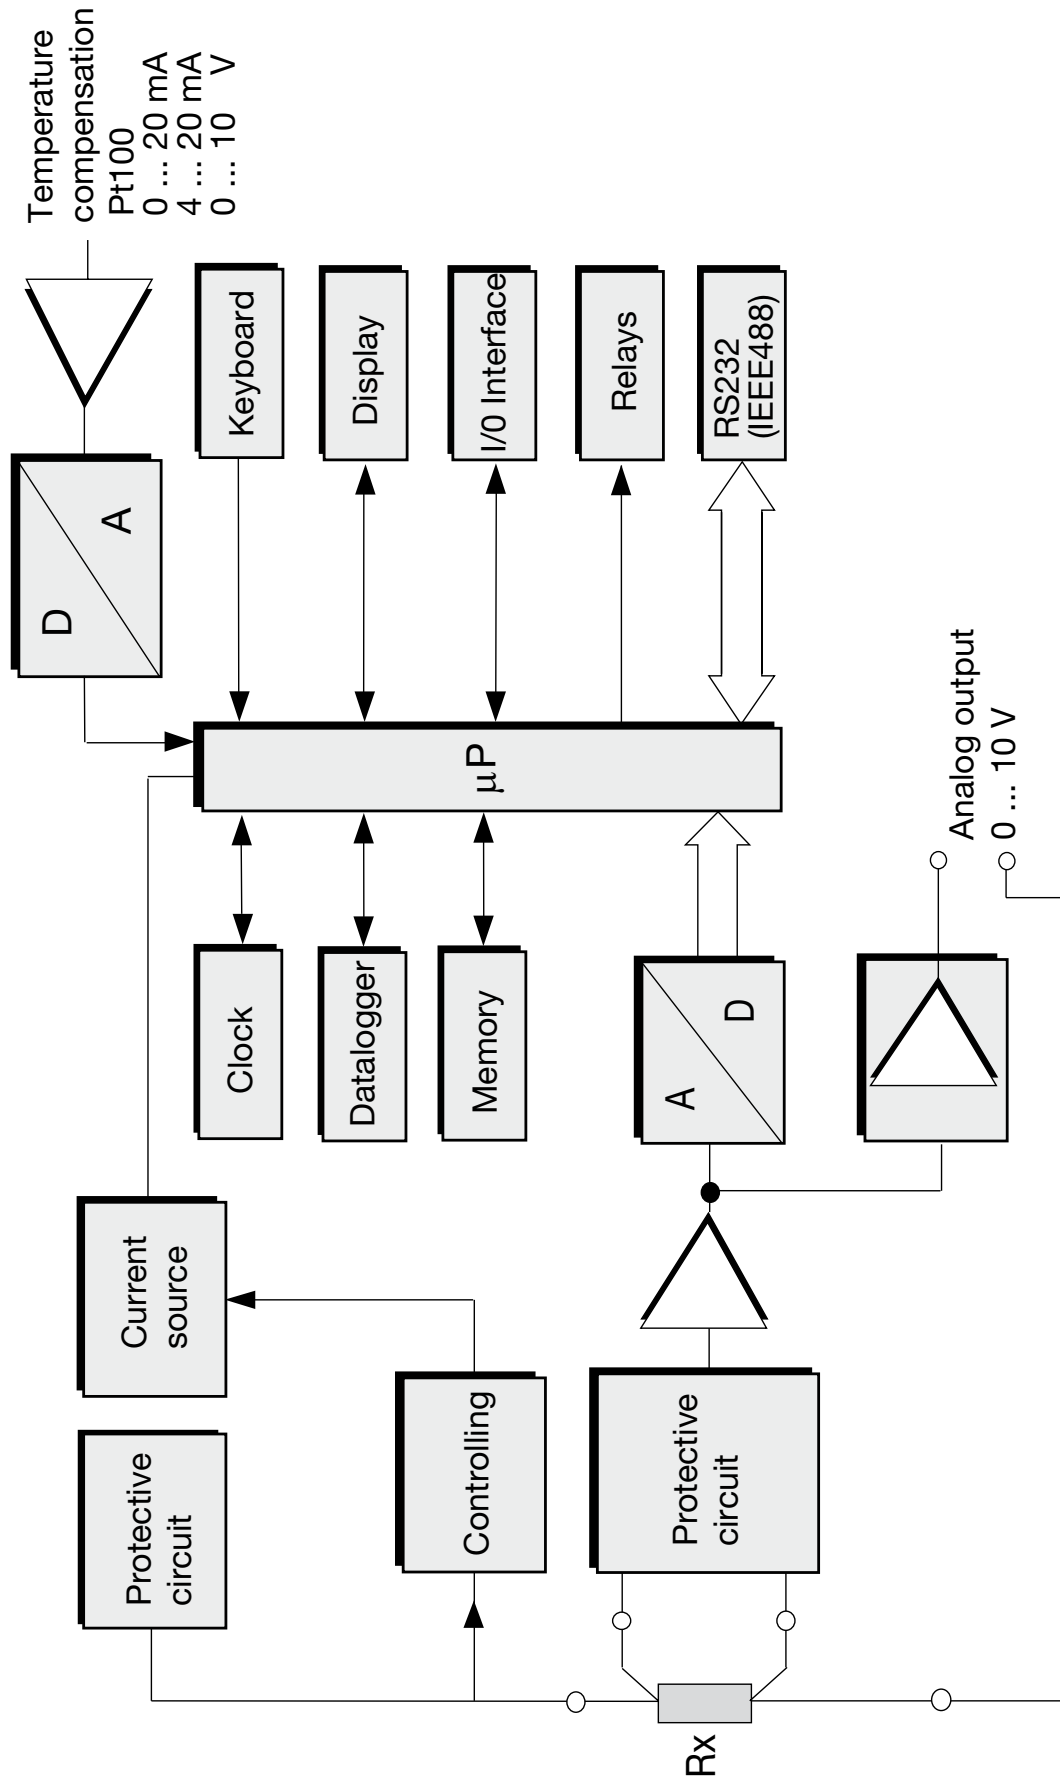 Temperature
compensation
Pt100
0 ... 20 mA
4 ... 20 mA
0 ... 10 V
D
A
Protective
circuit
Current
source
Clock
Keyboard
Datalogger
Display
Controlling
Memory
µP
I/0 Interface
Relays
Rx
Protective
circuit
A
D
RS232
(IEEE488)
Analog output
0 ... 10 V